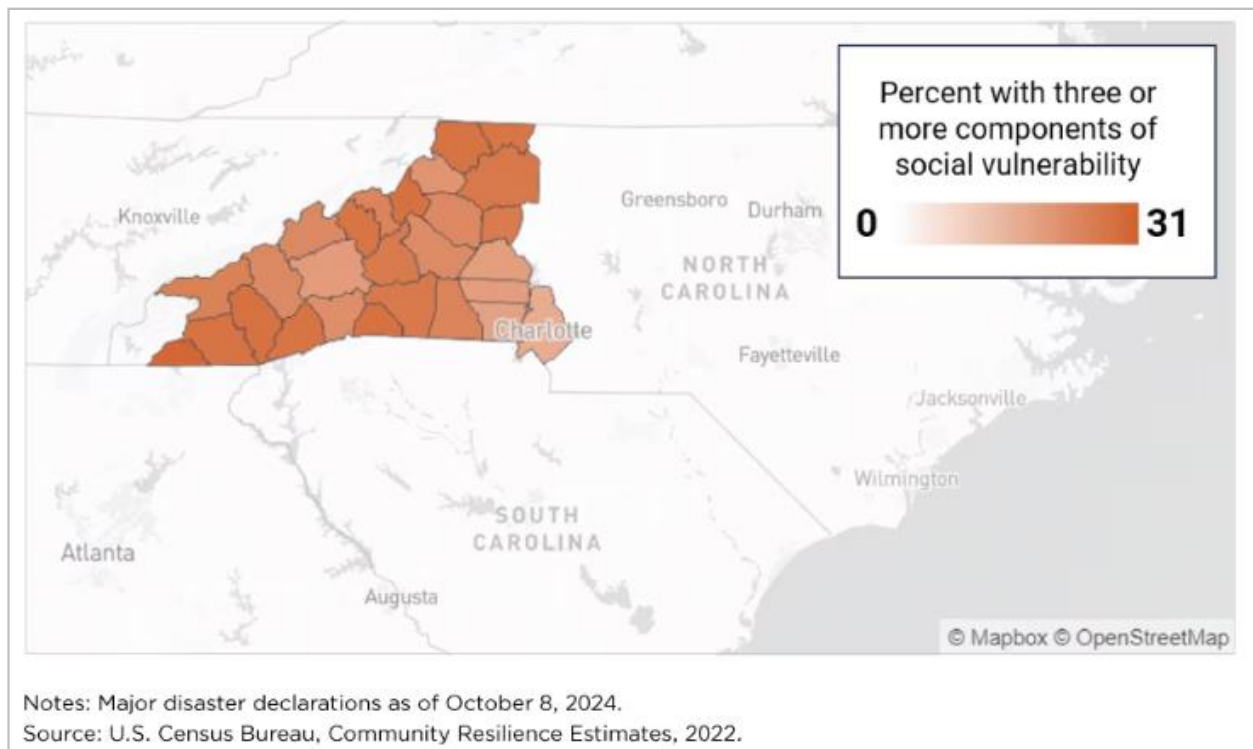 Percent with three or
more components of
social vulnerability
0 31
Knoxville
Greensboro
Durham
NORTH
CAROLINA
Charlotte
Fayetteville
Jacksonville
Wilmington
SOUTH
CAROLINA
Atlanta
Augusta
© Mapbox © OpenStreetMap
Notes: Major disaster declarations as of October 8, 2024.
Source: U.S. Census Bureau, Community Resilience Estimates, 2022.